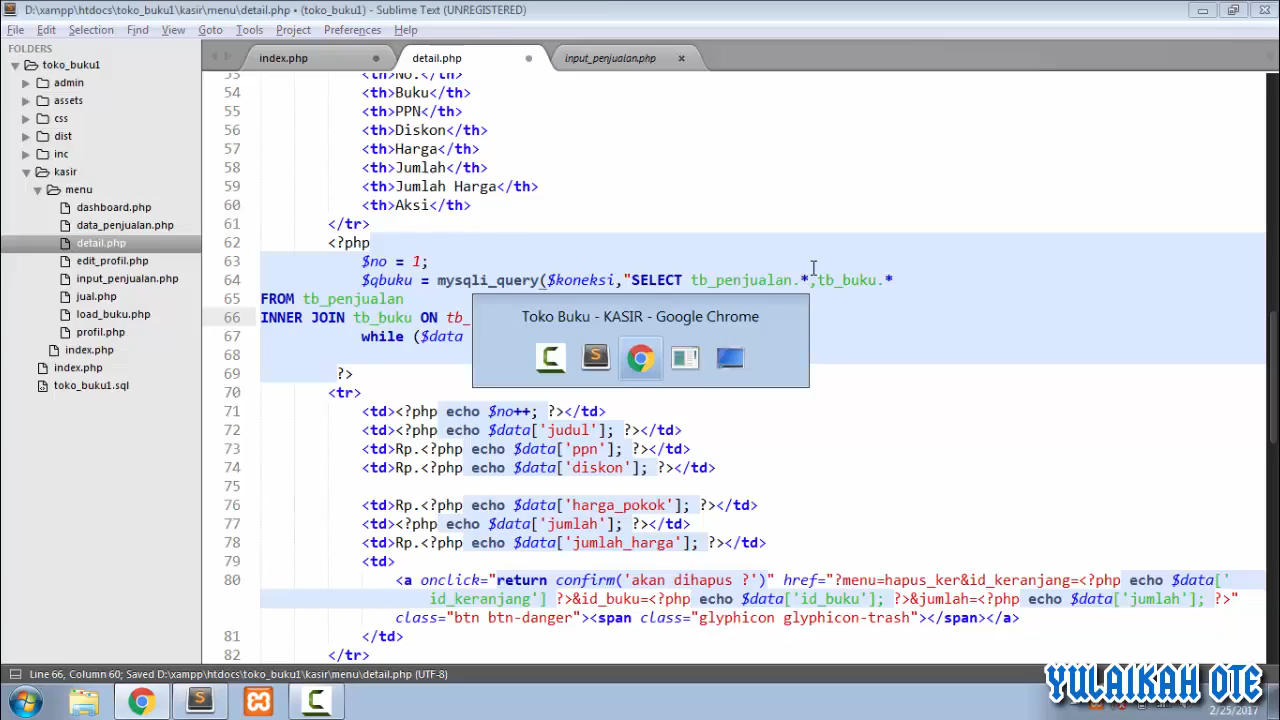 D:\xampp\htdocs\toko_buku1\kasir\menu\detail.php • (toko_buku1) - Sublime Text (UNREGISTERED)
File Edit Selection Find View Goto Tools Project Preferences Help
FOLDERS
toko_buku1
admin
assets
css
dist
inc
kasir
menu
dashboard.php
data_penjualan.php
detail.php
edit_profil.php
input_penjualan.php
jual.php
load_buku.php
profil.php
index.php
index.php
toko_buku1.sql
index.php detail.php input_penjualan.php
53 <th>No.</th>
54 <th>Buku</th>
55 <th>PPN</th>
56 <th>Diskon</th>
57 <th>Harga</th>
58 <th>Jumlah</th>
59 <th>Jumlah Harga</th>
60 <th>Aksi</th>
61 </tr>
62 <?php
63 $no = 1;
64 $qbuku = mysqli_query($koneksi,"SELECT tb_penjualan.*,tb_buku.*
65 FROM tb_penjualan
66 INNER JOIN tb_buku ON tb_
67 while ($data
68
69 ?>
70 <tr>
71 <td><?php echo $no++; ?></td>
72 <td><?php echo $data['judul']; ?></td>
73 <td>Rp.<?php echo $data['ppn']; ?></td>
74 <td>Rp.<?php echo $data['diskon']; ?></td>
75
76 <td>Rp.<?php echo $data['harga_pokok']; ?></td>
77 <td><?php echo $data['jumlah']; ?></td>
78 <td>Rp.<?php echo $data['jumlah_harga']; ?></td>
79 <td>
80 <a onclick="return confirm('akan dihapus ?')" href="?menu=hapus_ker&id_keranjang=<?php echo $data['
id_keranjang'] ?>&id_buku=<?php echo $data['id_buku']; ?>&jumlah=<?php echo $data['jumlah']; ?>"
class="btn btn-danger"><span class="glyphicon glyphicon-trash"></span></a>
81 </td>
82 </tr>
Toko Buku - KASIR - Google Chrome
Line 66, Column 60; Saved D:\xampp\htdocs\toko_buku1\kasir\menu\detail.php (UTF-8)
YULAIKAH OTE
2/25/2017